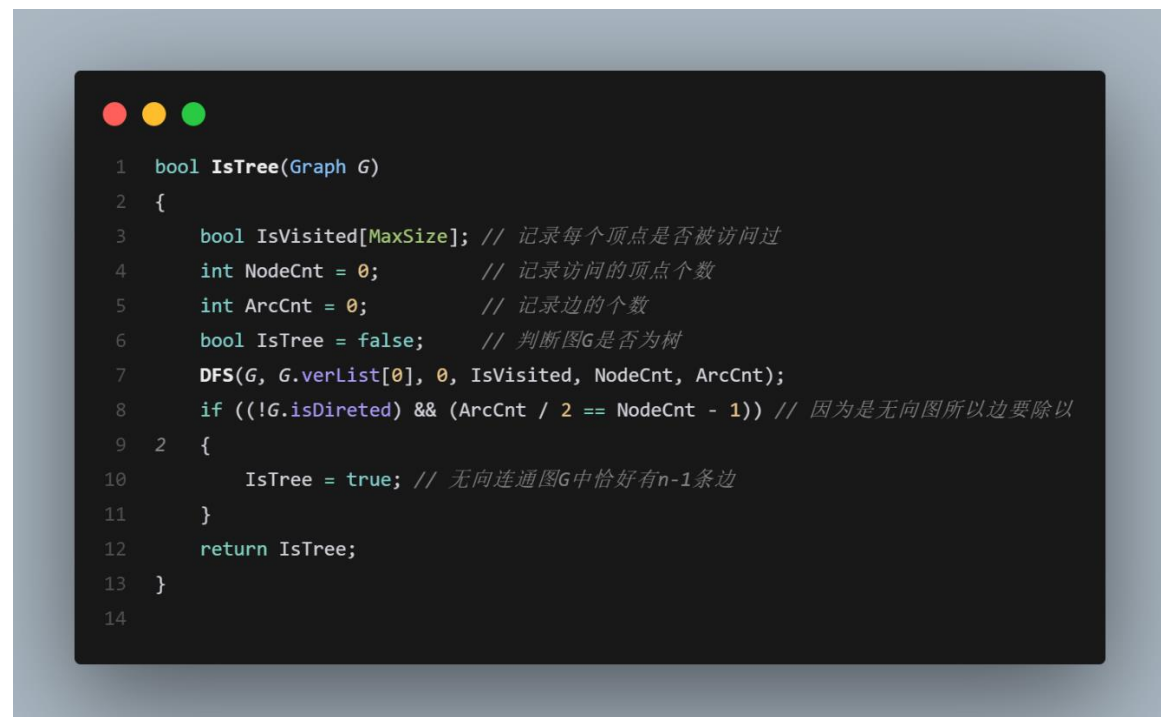 1 bool IsTree(Graph G)
2 {
3 bool IsVisited[MaxSize]; // 记录每个顶点是否被访问过
4 int NodeCnt = 0; // 记录访问的顶点个数
5 int ArcCnt = 0; // 记录边的个数
6 bool IsTree = false; // 判断图G是否为树
7 DFS(G, G.verList[0], 0, IsVisited, NodeCnt, ArcCnt);
8 if ((!G.isDireted) && (ArcCnt / 2 == NodeCnt - 1)) // 因为是无向图所以边要除以
9 2 {
10 IsTree = true; // 无向连通图G中恰好有n-1条边
11 }
12 return IsTree;
13 }
14